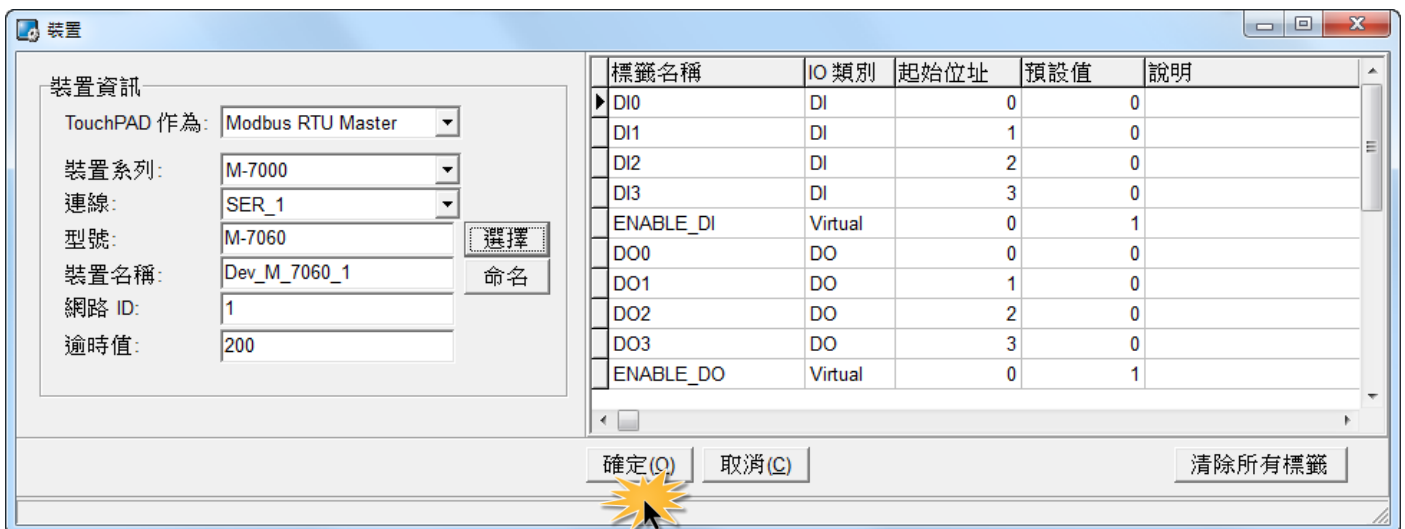 裝置
裝置資訊
TouchPAD 作為: Modbus RTU Master
裝置系列: M-7000
連線: SER_1
型號: M-7060 選擇
裝置名稱: Dev_M_7060_1 命名
網路 ID: 1
逾時值: 200
標籤名稱 IO 類別 起始位址 預設值 說明
DI0 DI 0 0
DI1 DI 1 0
DI2 DI 2 0
DI3 DI 3 0
ENABLE_DI Virtual 0 1
DO0 DO 0 0
DO1 DO 1 0
DO2 DO 2 0
DO3 DO 3 0
ENABLE_DO Virtual 0 1
確定(O) 取消(C) 清除所有標籤